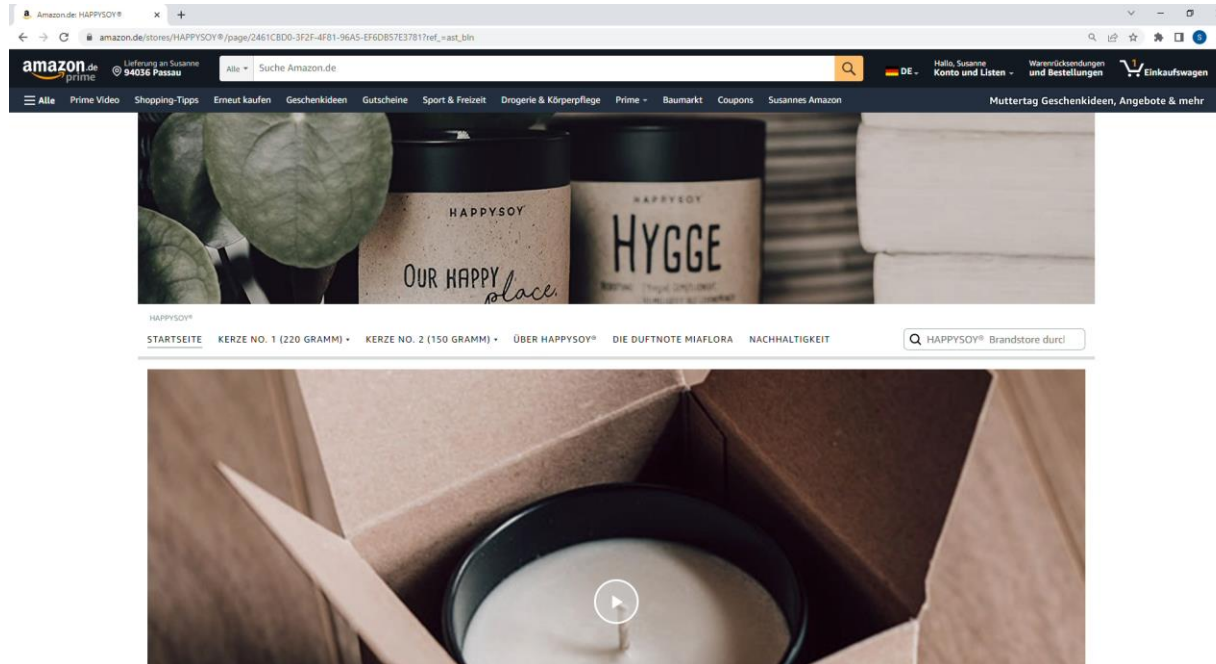 Amazon.de: HAPPYSOY®
amazon.de/stores/HAPPYSOY®/page/2461CBD0-3F2F-4F81-96A5-EF6DB57E3781?ref_=ast_bln
S
amazon.de
prime
Lieferung an Susanne
94036 Passau
Alle
Suche Amazon.de
DE
Hallo, Susanne
Konto und Listen
Warenrücksendungen
und Bestellungen
1
Einkaufswagen
Alle Prime Video Shopping-Tipps Erneut kaufen Geschenkideen Gutscheine Sport & Freizeit Drogerie & Körperpflege Prime Baumarkt Coupons Susannes Amazon Muttertag Geschenkideen, Angebote & mehr
HAPPYSOY
OUR HAPPY
place.
HAPPYSOY
HYGGE
HAPPYSOY®
STARTSEITE KERZE NO. 1 (220 GRAMM) KERZE NO. 2 (150 GRAMM) ÜBER HAPPYSOY® DIE DUFTNOTE MIAFLORA NACHHALTIGKEIT
HAPPYSOY® Brandstore durcl